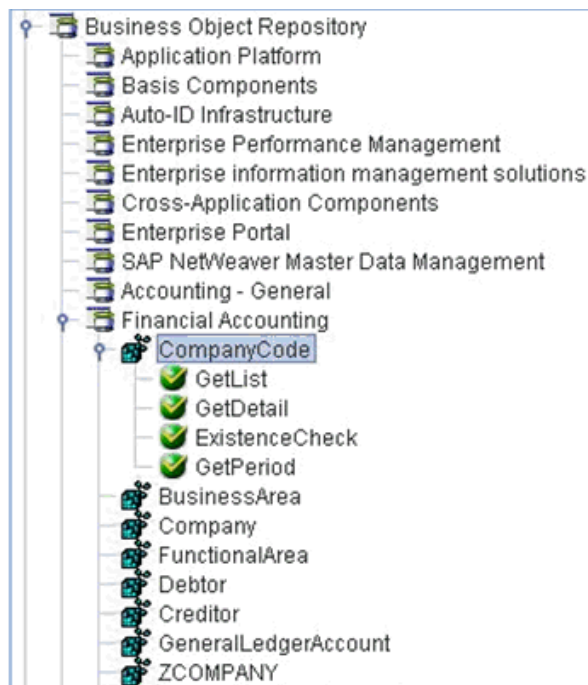 Business Object Repository
Application Platform
Basis Components
Auto-ID Infrastructure
Enterprise Performance Management
Enterprise information management solutions
Cross-Application Components
Enterprise Portal
SAP NetWeaver Master Data Management
Accounting - General
Financial Accounting
CompanyCode
GetList
GetDetail
ExistenceCheck
GetPeriod
BusinessArea
Company
FunctionalArea
Debtor
Creditor
GeneralLedgerAccount
ZCOMPANY